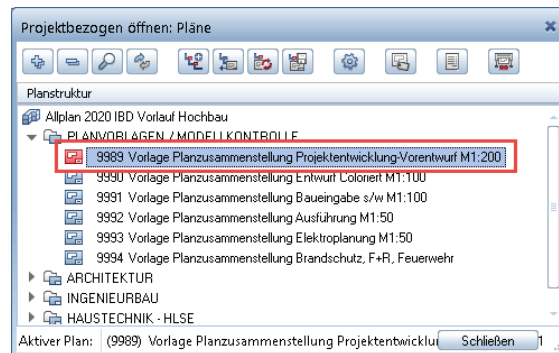 Projektbezogen öffnen: Pläne
Planstruktur
Allplan 2020 IBD Vorlauf Hochbau
PLANVORLAGEN / MODELLKONTROLLE
9989 Vorlage Planzusammenstellung Projektentwicklung-Vorentwurf M1:200
9990 Vorlage Planzusammenstellung Entwurf Coloriert M1:100
9991 Vorlage Planzusammenstellung Baueingabe s/w M1:100
9992 Vorlage Planzusammenstellung Ausführung M1:50
9993 Vorlage Planzusammenstellung Elektroplanung M1:50
9994 Vorlage Planzusammenstellung Brandschutz, F+R, Feuerwehr
ARCHITEKTUR
INGENIEURBAU
HAUSTECHNIK - HLSE
Aktiver Plan: (9989) Vorlage Planzusammenstellung Projektentwicklu Schließen 1